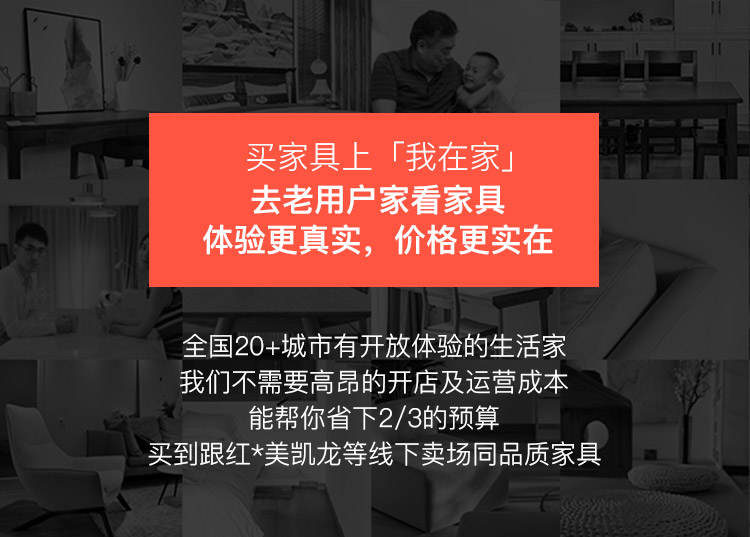 买家具上「我在家」
去老用户家看家具
体验更真实，价格更实在
全国20+城市有开放体验的生活家
我们不需要高昂的开店及运营成本
能帮你省下2/3的预算
买到跟红*美凯龙等线下卖场同品质家具